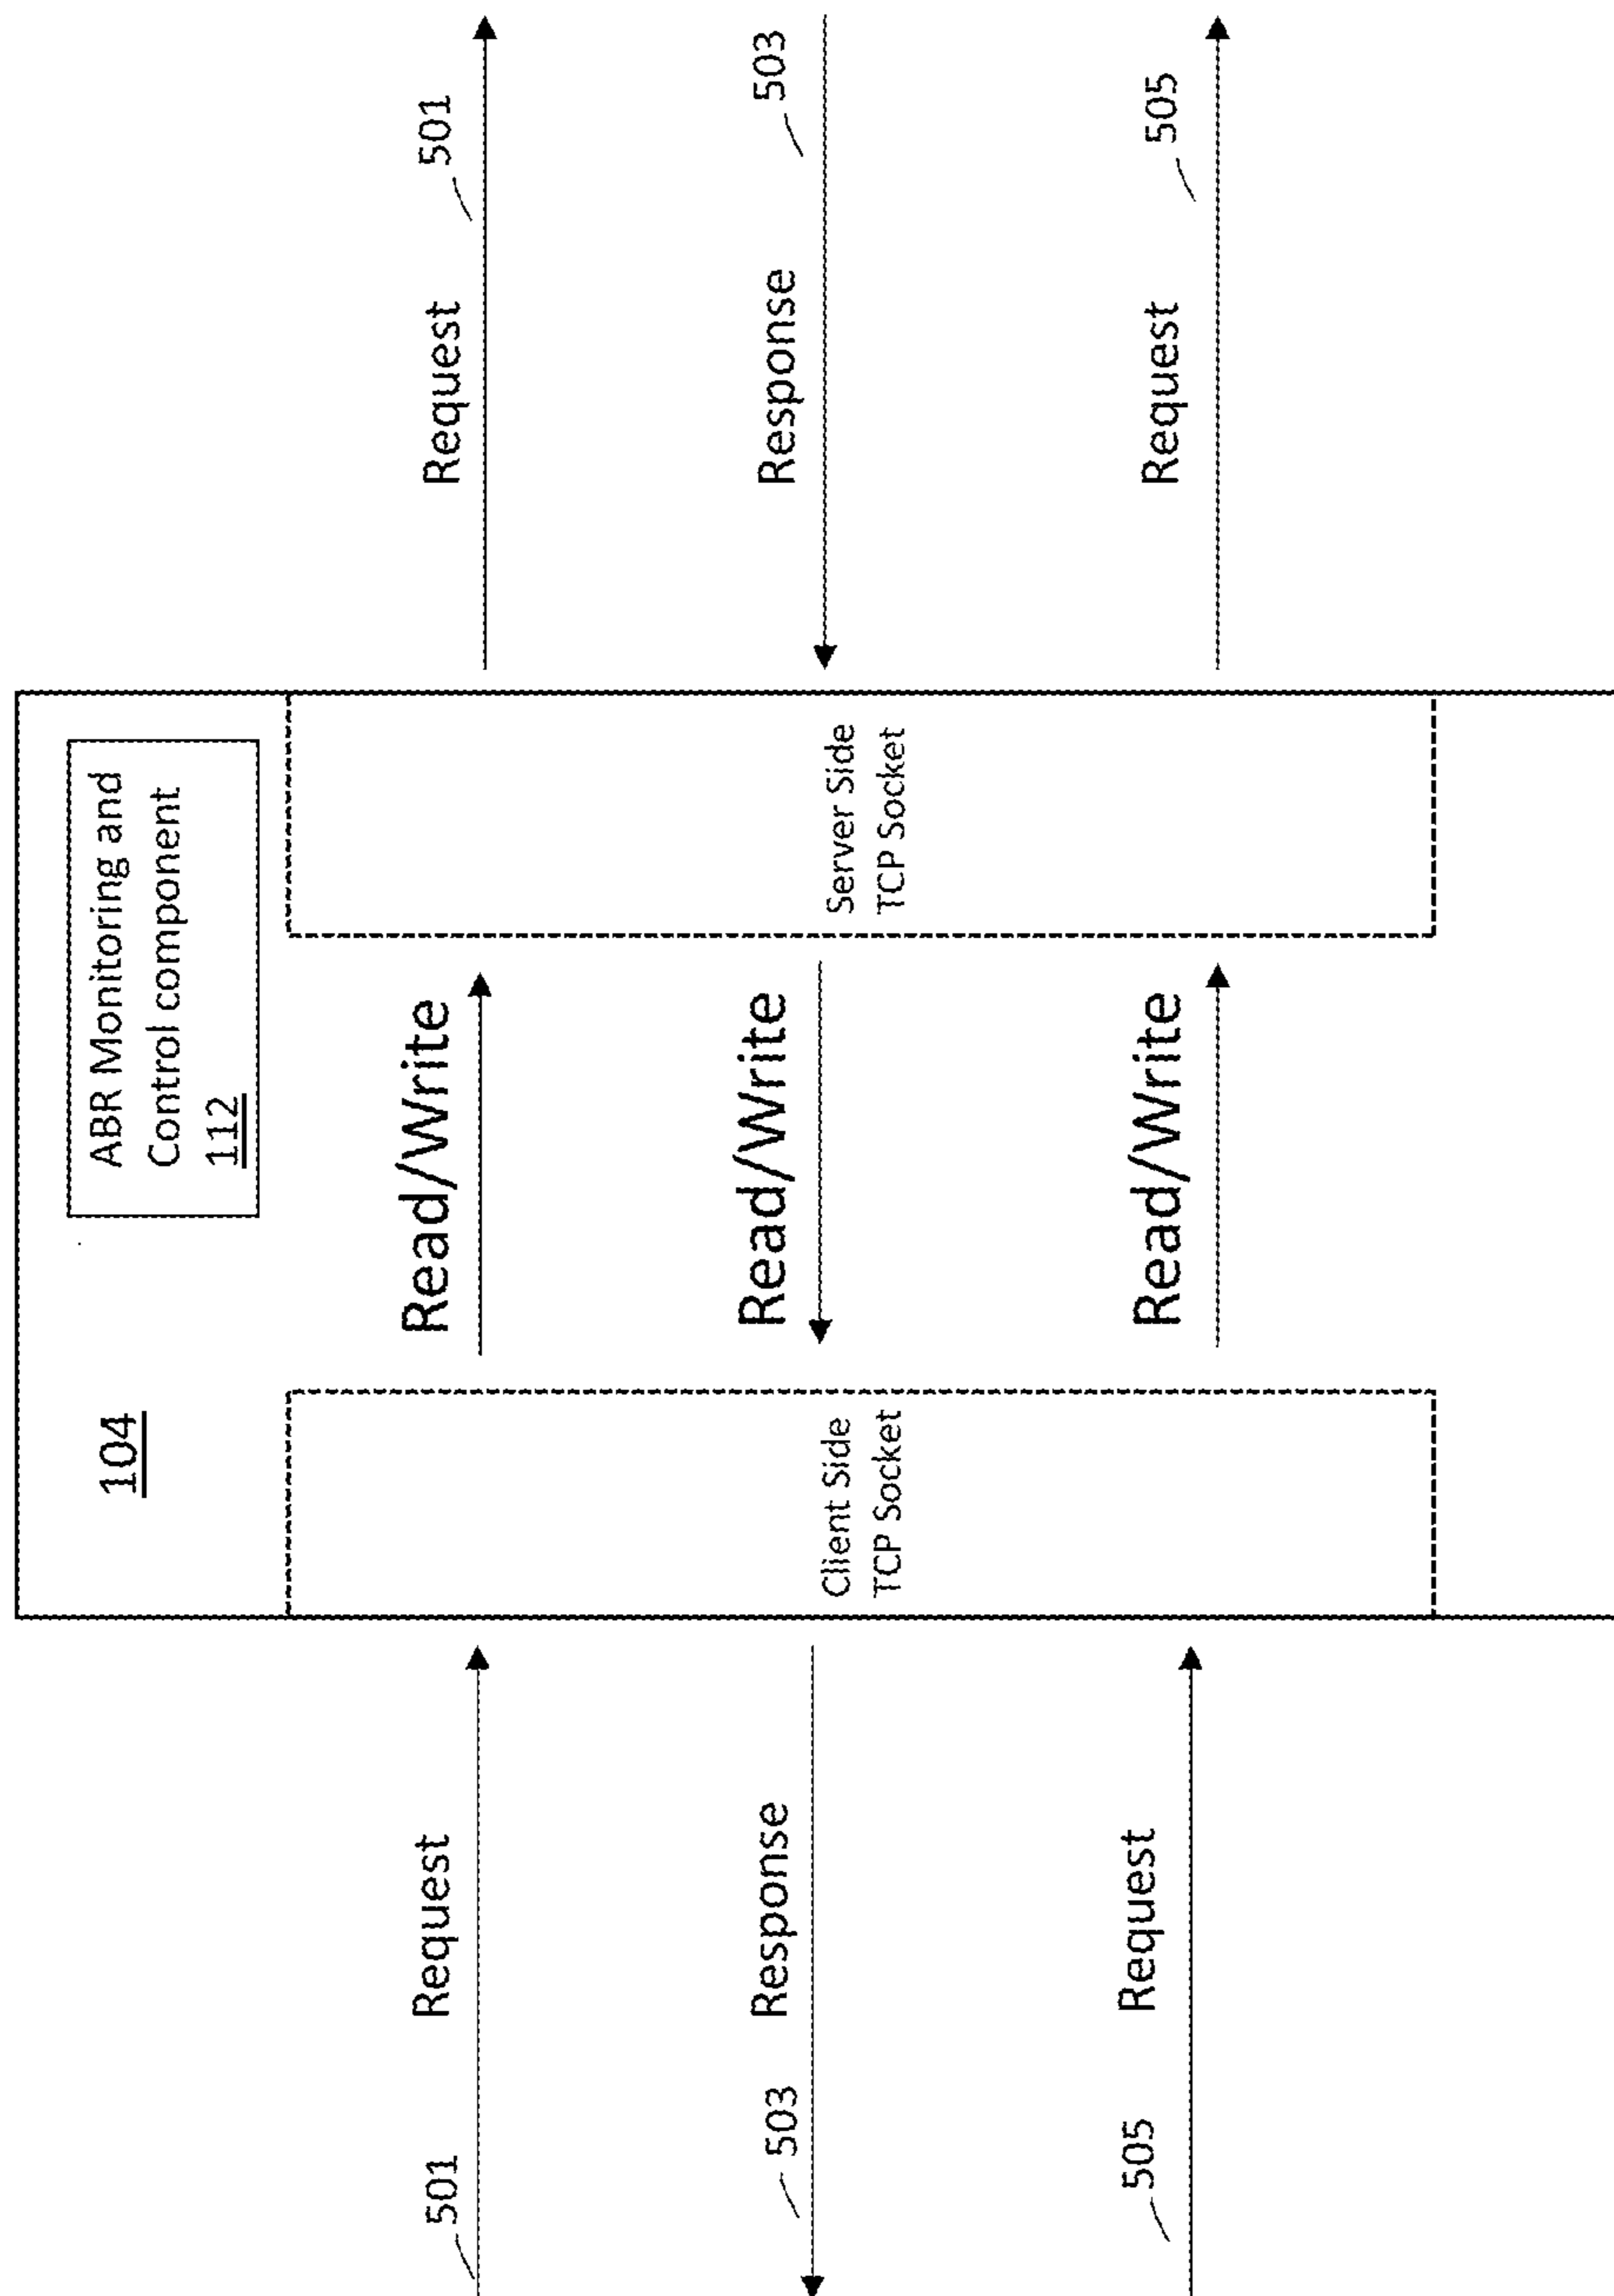 104
ABR Monitoring and
Control component
112
501
Request
Read/Write
Request
501
503
Response
Read/Write
Response
503
Client Side
TCP Socket
Server Side
TCP Socket
505
Request
Read/Write
Request
505